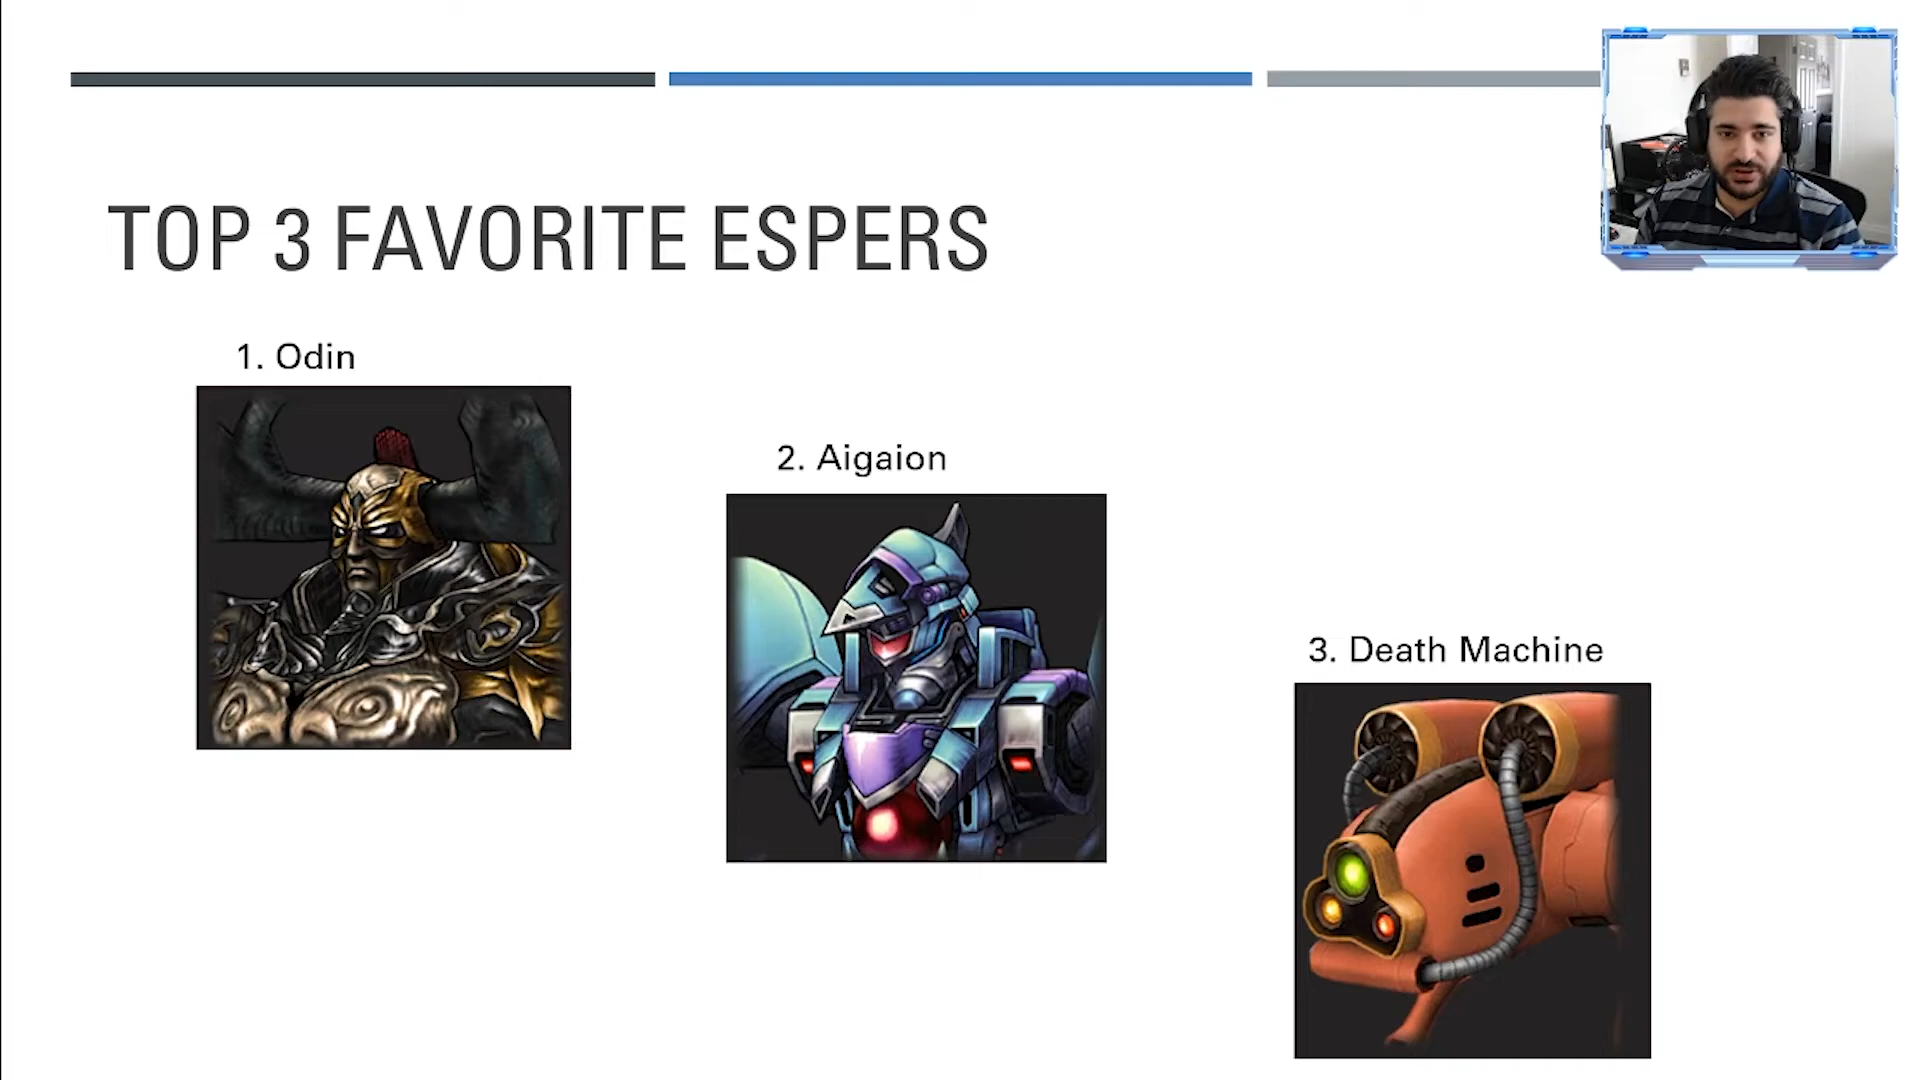 TOP 3 FAVORITE ESPERS
1. Odin
2. Aigaion
3. Death Machine